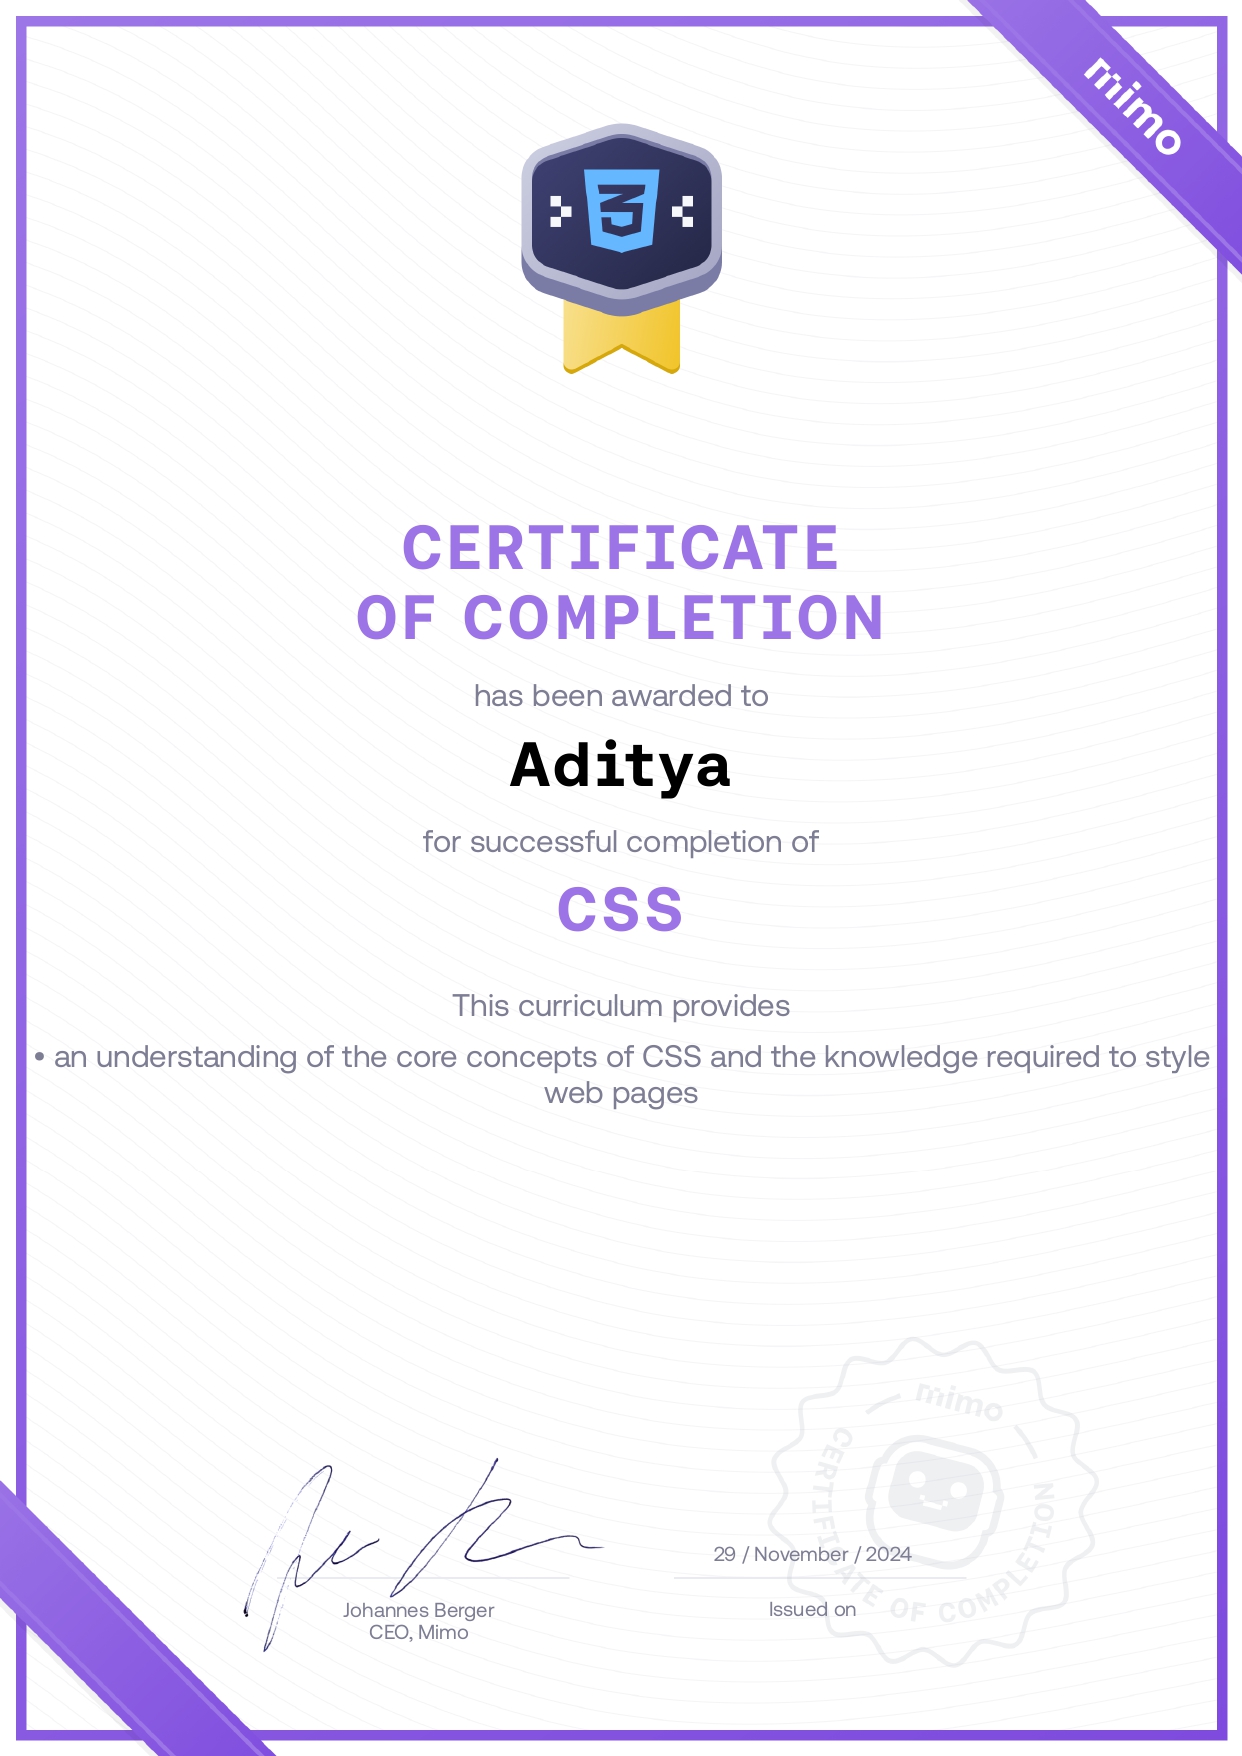 mimo
CERTIFICATE
OF COMPLETION
has been awarded to
Aditya
for successful completion of
CSS
This curriculum provides
• an understanding of the core concepts of CSS and the knowledge required to style
web pages
mimo
CERTIFICATE OF COMPLETION
29 / November / 2024
Johannes Berger
CEO, Mimo
Issued on